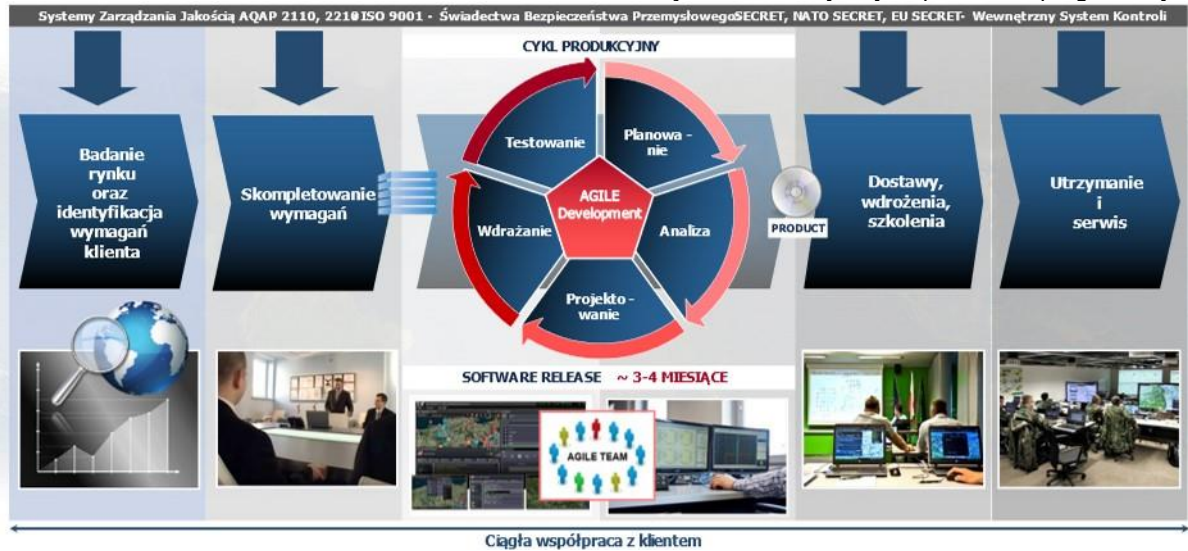 Systemy Zarządzania Jakością AQAP 2110, 2210 ISO 9001 - Świadectwa Bezpieczeństwa Przemysłowego SECRET, NATO SECRET, EU SECRET - Wewnętrzny System Kontroli
CYKL PRODUKCYJNY
Badanie
rynku
oraz
identyfikacja
wymagań
klienta
Skompletowanie
wymagań
Testowanie
Planowa -
nie
AGILE
Development
Wdrażanie
Analiza
Projekto -
wanie
PRODUCT
Dostawy,
wdrożenia,
szkolenia
Utrzymanie
i
serwis
SOFTWARE RELEASE ~ 3-4 MIESIĄCE
AGILE TEAM
Ciągła współpraca z klientem